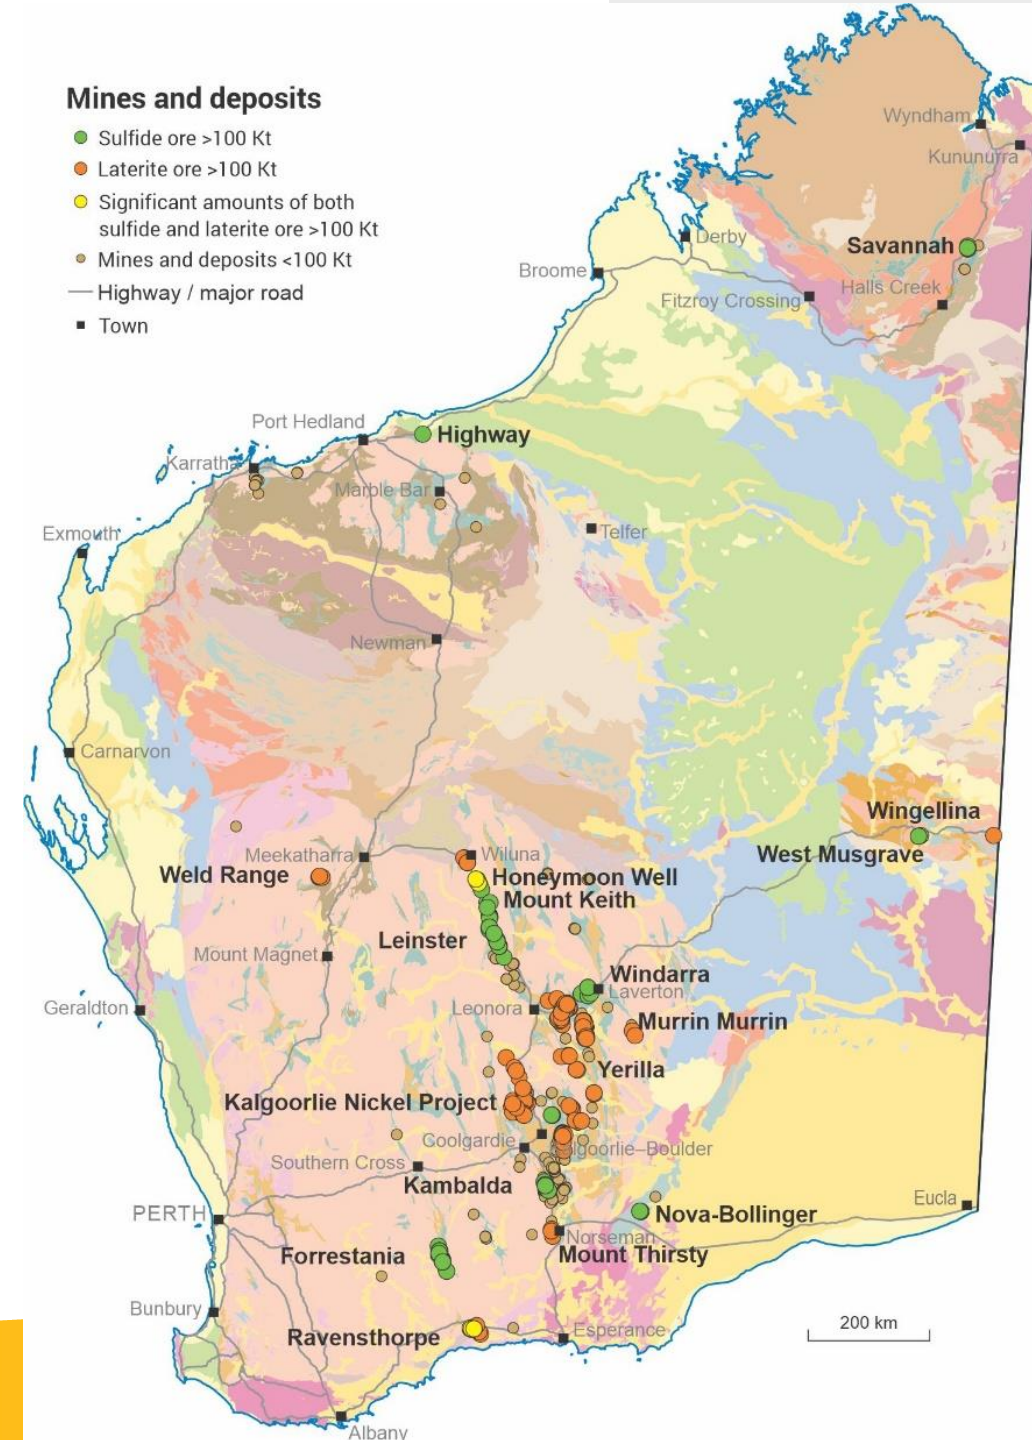 Mines and deposits
Sulfide ore >100 Kt
Laterite ore >100 Kt
Significant amounts of both
sulfide and laterite ore >100 Kt
Mines and deposits <100 Kt
Highway / major road
Town
Wyndham
Kununurra
Derby
Savannah
Broome
Halls Creek
Fitzroy Crossing
Port Hedland
Highway
Karratha
Marble Bar
Telfer
Exmouth
Newman
Carnarvon
Wingellina
West Musgrave
Meekatharra
Wiluna
Weld Range
Honeymoon Well
Mount Keith
Leinster
Mount Magnet
Windarra
Laverton
Geraldton
Leonora
Murrin Murrin
Yerilla
Kalgoorlie Nickel Project
Coolgardie
algoorlie–Boulder
Southern Cross
Kambalda
Eucla
PERTH
Nova-Bollinger
Norseman
Mount Thirsty
Forrestania
Bunbury
200 km
Esperance
Ravensthorpe
Albany